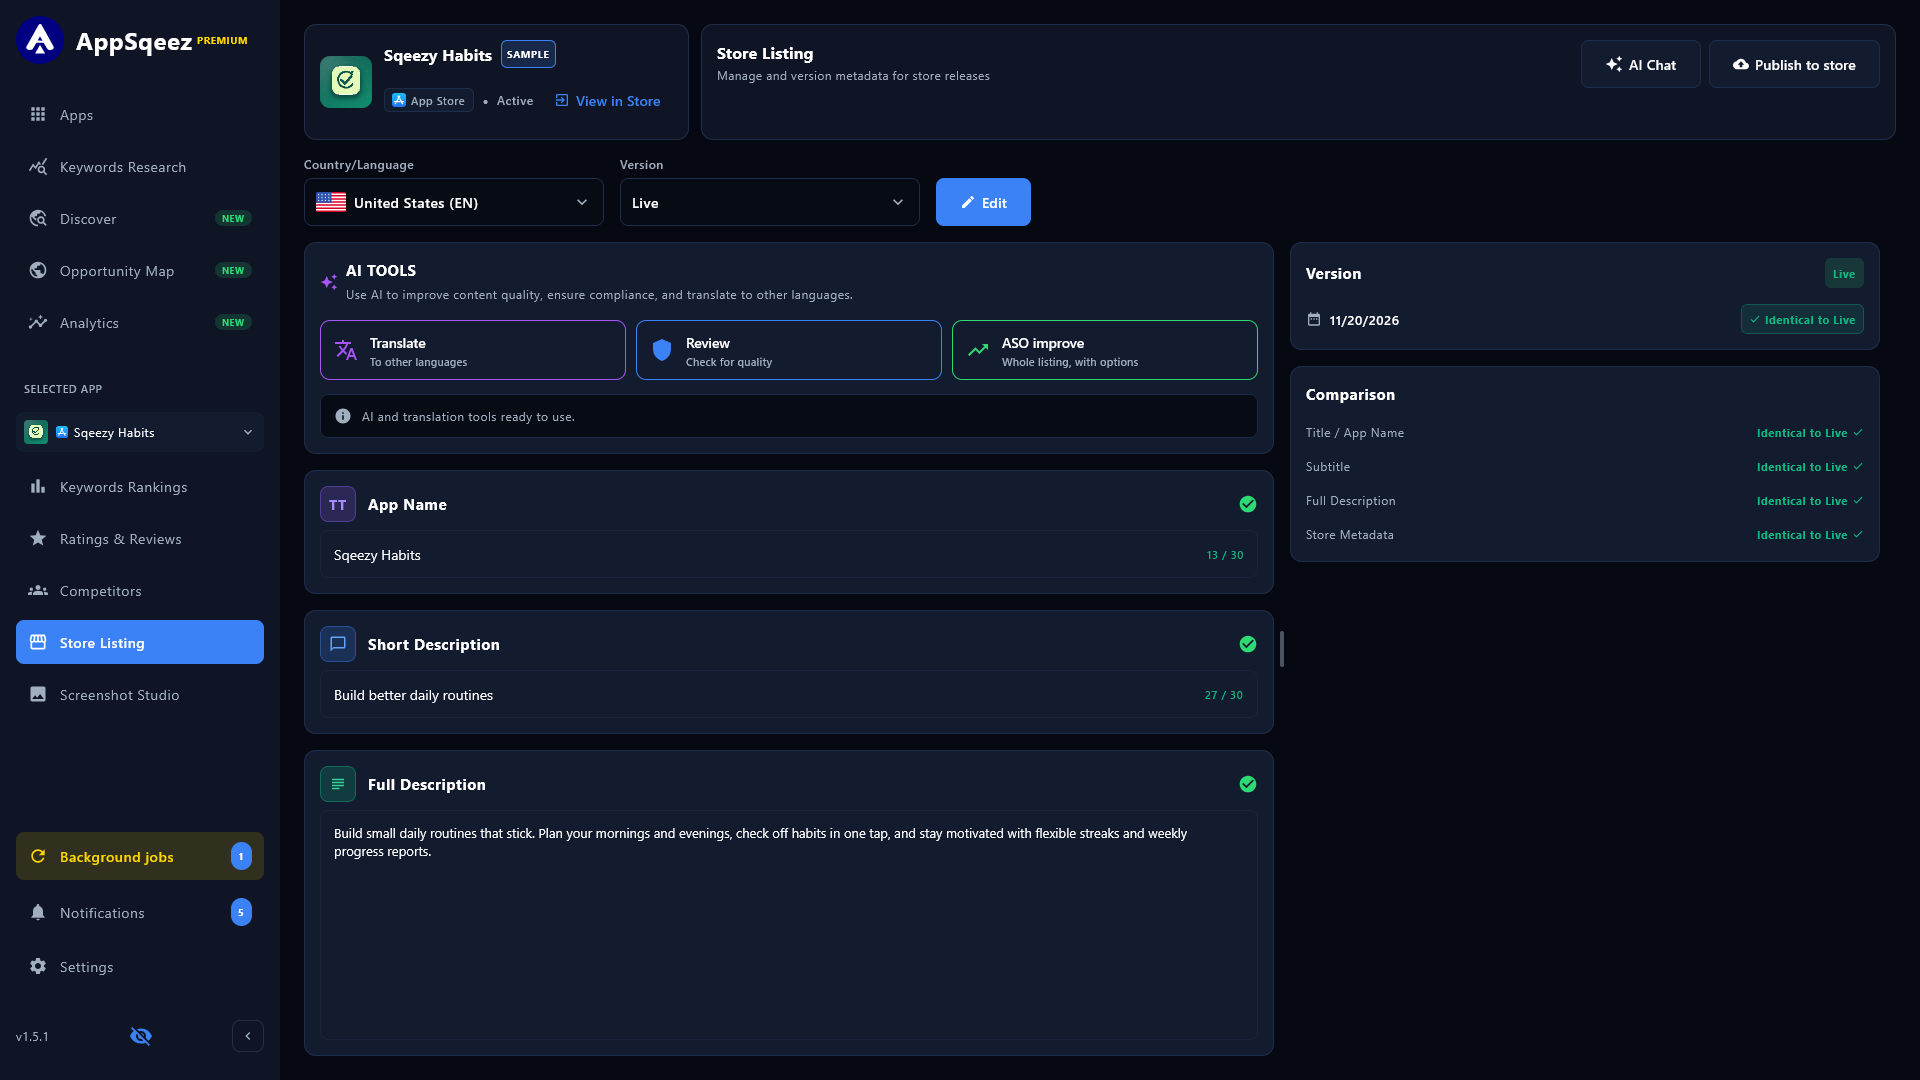 AppSqeez PREMIUM
Apps
Keywords Research
Discover NEW
Opportunity Map NEW
Analytics NEW
SELECTED APP
Sqeezy Habits
Keywords Rankings
Ratings & Reviews
Competitors
Store Listing
Screenshot Studio
Background jobs 1
Notifications 5
Settings
v1.5.1
Sqeezy Habits SAMPLE
App Store • Active View in Store
Store Listing
Manage and version metadata for store releases
AI Chat
Publish to store
Country/Language
United States (EN)
Version
Live
Edit
AI TOOLS
Use AI to improve content quality, ensure compliance, and translate to other languages.
Translate
To other languages
Review
Check for quality
ASO improve
Whole listing, with options
AI and translation tools ready to use.
TT App Name
Sqeezy Habits 13 / 30
Short Description
Build better daily routines 27 / 30
Full Description
Build small daily routines that stick. Plan your mornings and evenings, check off habits in one tap, and stay motivated with flexible streaks and weekly
progress reports.
Version Live
11/20/2026 Identical to Live
Comparison
Title / App Name Identical to Live
Subtitle Identical to Live
Full Description Identical to Live
Store Metadata Identical to Live